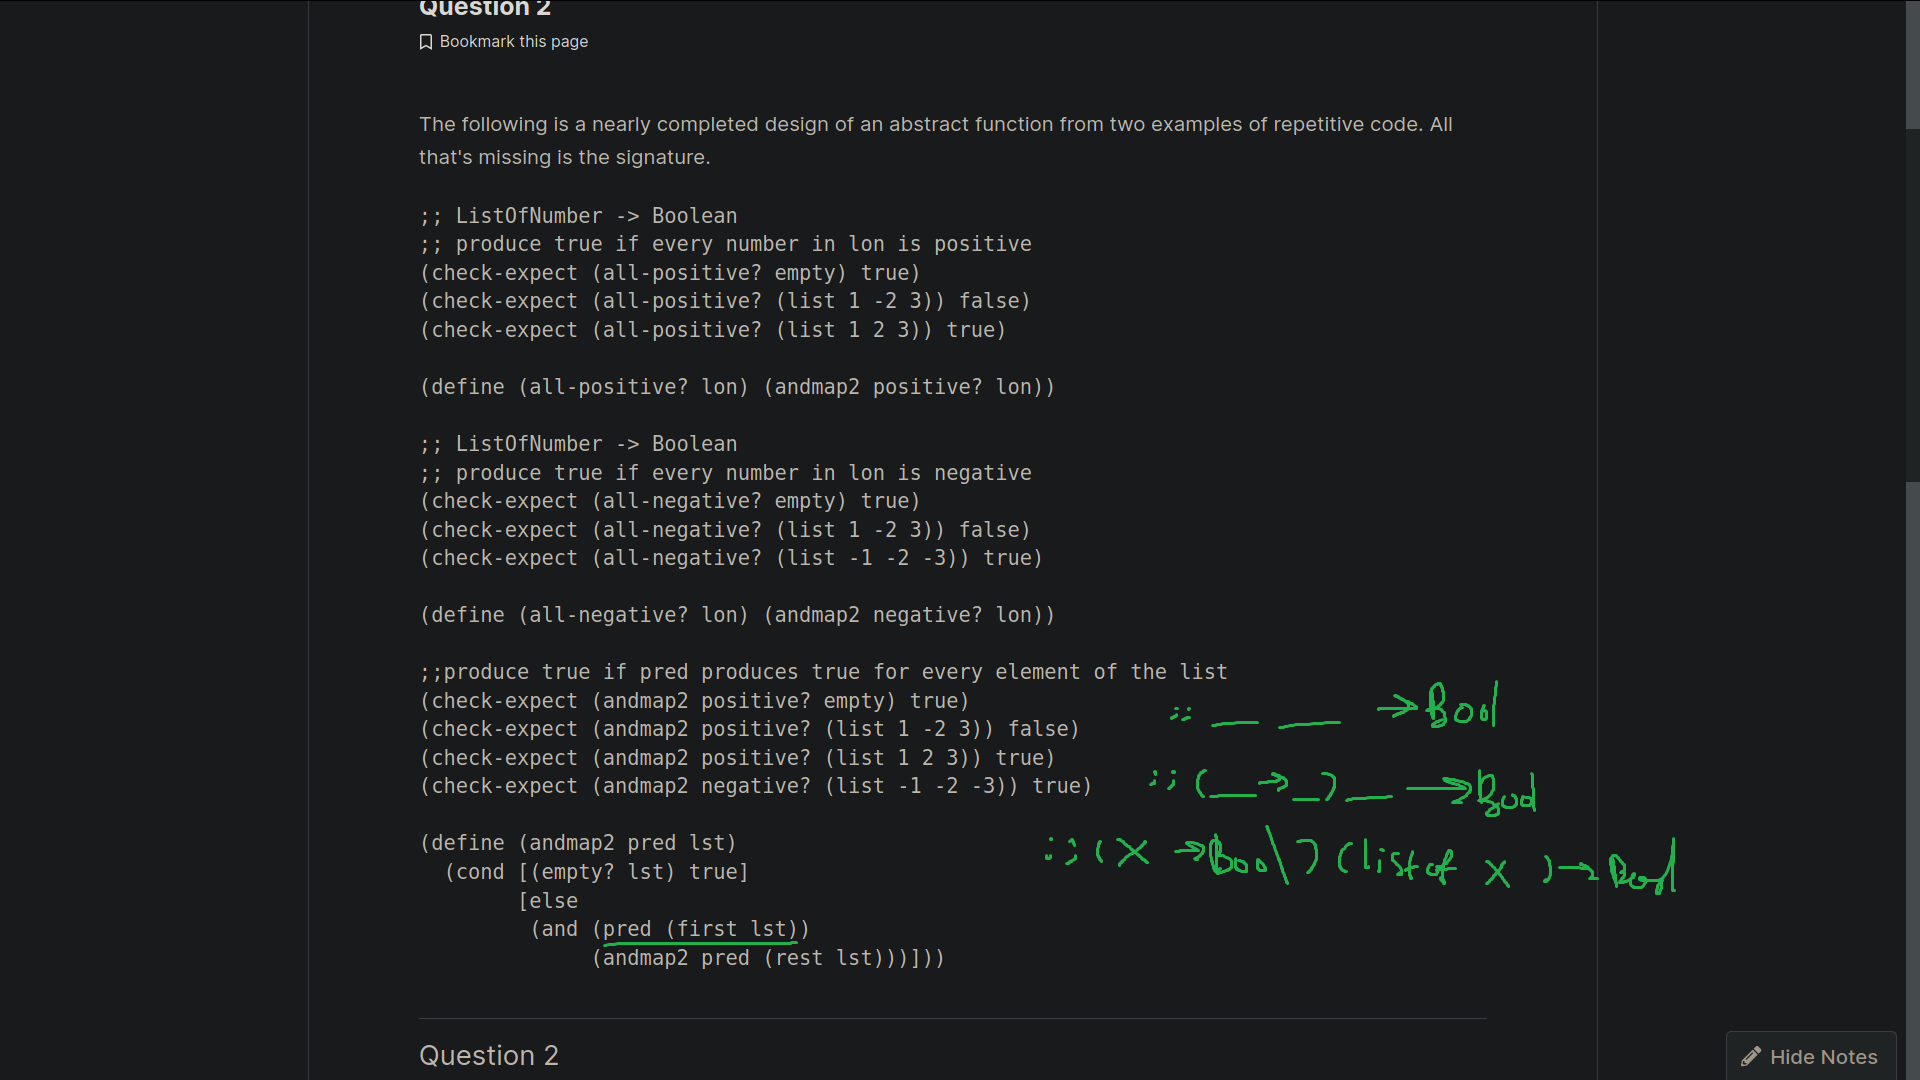 Question 2
Bookmark this page
The following is a nearly completed design of an abstract function from two examples of repetitive code. All
that's missing is the signature.
;; ListOfNumber -> Boolean
;; produce true if every number in lon is positive
(check-expect (all-positive? empty) true)
(check-expect (all-positive? (list 1 -2 3)) false)
(check-expect (all-positive? (list 1 2 3)) true)
(define (all-positive? lon) (andmap2 positive? lon))
;; ListOfNumber -> Boolean
;; produce true if every number in lon is negative
(check-expect (all-negative? empty) true)
(check-expect (all-negative? (list 1 -2 3)) false)
(check-expect (all-negative? (list -1 -2 -3)) true)
(define (all-negative? lon) (andmap2 negative? lon))
;;produce true if pred produces true for every element of the list
(check-expect (andmap2 positive? empty) true)
;; __ __ → Bool
(check-expect (andmap2 positive? (list 1 -2 3)) false)
(check-expect (andmap2 positive? (list 1 2 3)) true)
(check-expect (andmap2 negative? (list -1 -2 -3)) true)
;; (__→_) __ → Bool
(define (andmap2 pred lst)
;; (X → Bool) (listof X) → Bool
(cond [(empty? lst) true]
[else
(and (pred (first lst))
(andmap2 pred (rest lst)))]))
Question 2
Hide Notes